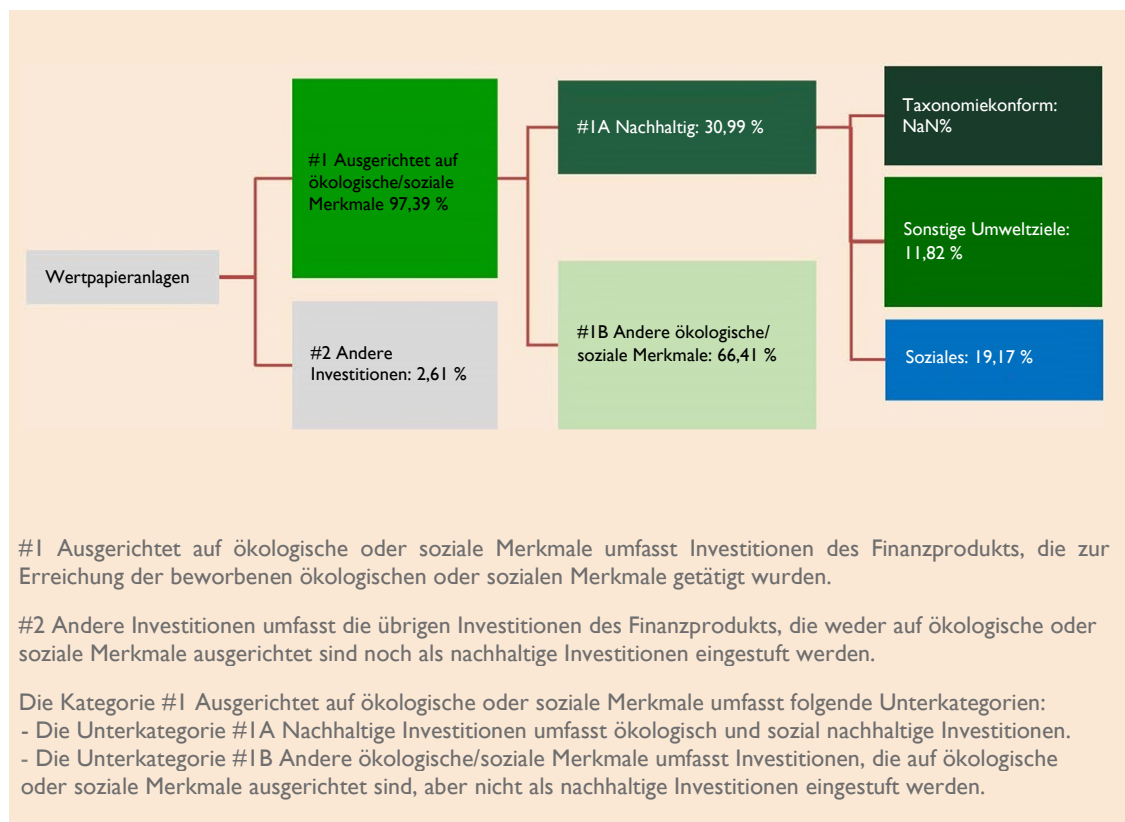 Wertpapieranlagen
#1 Ausgerichtet auf
ökologische/soziale
Merkmale 97,39 %
#2 Andere
Investitionen: 2,61 %
#1A Nachhaltig: 30,99 %
#1B Andere ökologische/
soziale Merkmale: 66,41 %
Taxonomiekonform:
NaN%
Sonstige Umweltziele:
11,82 %
Soziales: 19,17 %
#1 Ausgerichtet auf ökologische oder soziale Merkmale umfasst Investitionen des Finanzprodukts, die zur
Erreichung der beworbenen ökologischen oder sozialen Merkmale getätigt wurden.
#2 Andere Investitionen umfasst die übrigen Investitionen des Finanzprodukts, die weder auf ökologische oder
soziale Merkmale ausgerichtet sind noch als nachhaltige Investitionen eingestuft werden.
Die Kategorie #1 Ausgerichtet auf ökologische oder soziale Merkmale umfasst folgende Unterkategorien:
- Die Unterkategorie #1A Nachhaltige Investitionen umfasst ökologisch und sozial nachhaltige Investitionen.
- Die Unterkategorie #1B Andere ökologische/soziale Merkmale umfasst Investitionen, die auf ökologische
oder soziale Merkmale ausgerichtet sind, aber nicht als nachhaltige Investitionen eingestuft werden.